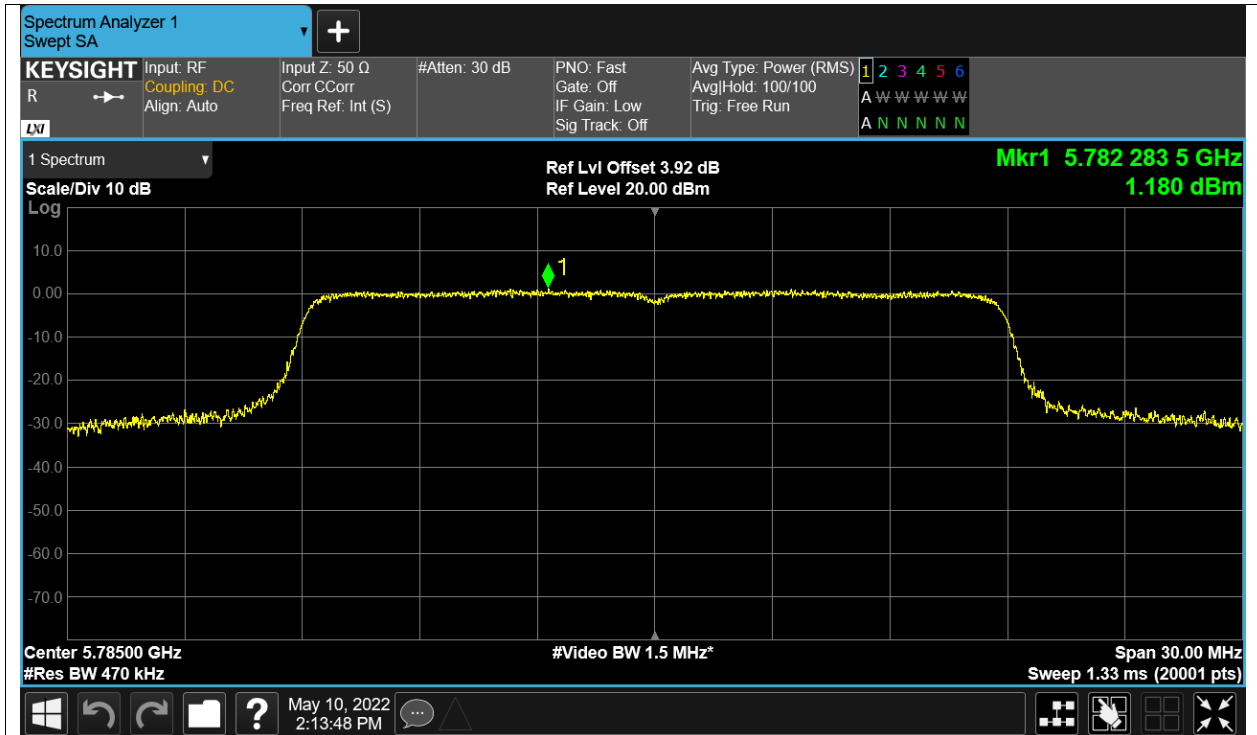 Spectrum Analyzer 1
Swept SA
+
KEYSIGHT
R
LXI
Input: RF
Coupling: DC
Align: Auto
Input Z: 50 Ω
Corr CCorr
Freq Ref: Int (S)
#Atten: 30 dB
PNO: Fast
Gate: Off
IF Gain: Low
Sig Track: Off
Avg Type: Power (RMS)
Avg|Hold: 100/100
Trig: Free Run
1 2 3 4 5 6
A W W W W W
A N N N N N
1 Spectrum
Scale/Div 10 dB
Log
Ref Lvl Offset 3.92 dB
Ref Level 20.00 dBm
Mkr1 5.782 283 5 GHz
1.180 dBm
10.0
0.00
-10.0
-20.0
-30.0
-40.0
-50.0
-60.0
-70.0
1
Center 5.78500 GHz
#Res BW 470 kHz
#Video BW 1.5 MHz*
Span 30.00 MHz
Sweep 1.33 ms (20001 pts)
?
May 10, 2022
2:13:48 PM